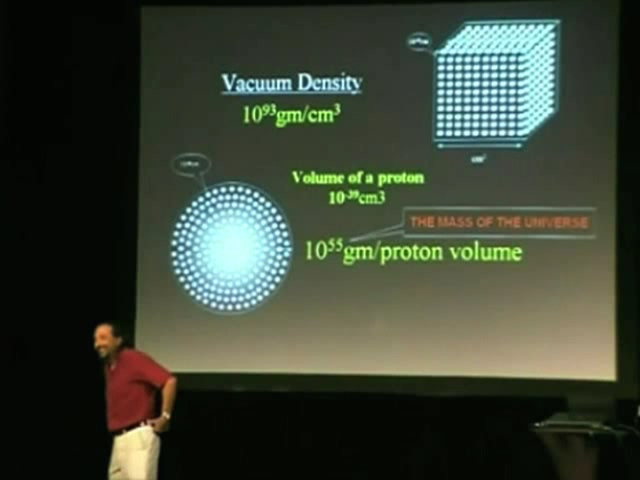 Vacuum Density
10⁹³gm/cm³
Volume of a proton
10⁻³⁹cm3
THE MASS OF THE UNIVERSE
10⁵⁵gm/proton volume